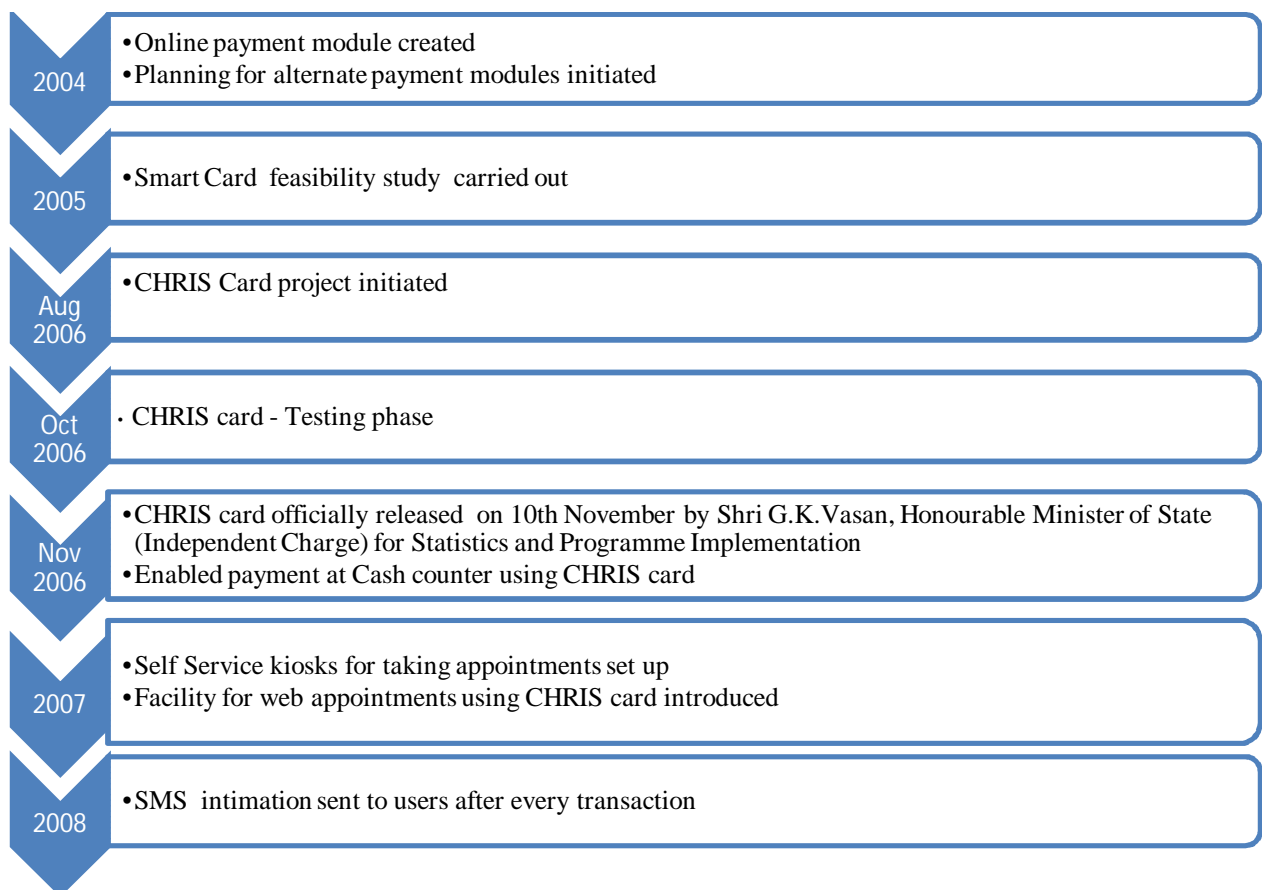 2004
•Online payment module created
•Planning for alternate payment modules initiated
2005
•Smart Card feasibility study carried out
Aug
2006
•CHRIS Card project initiated
Oct
2006
• CHRIS card - Testing phase
Nov
2006
•CHRIS card officially released on 10th November by Shri G.K.Vasan, Honourable Minister of State
(Independent Charge) for Statistics and Programme Implementation
•Enabled payment at Cash counter using CHRIS card
2007
•Self Service kiosks for taking appointments set up
•Facility for web appointments using CHRIS card introduced
2008
•SMS intimation sent to users after every transaction